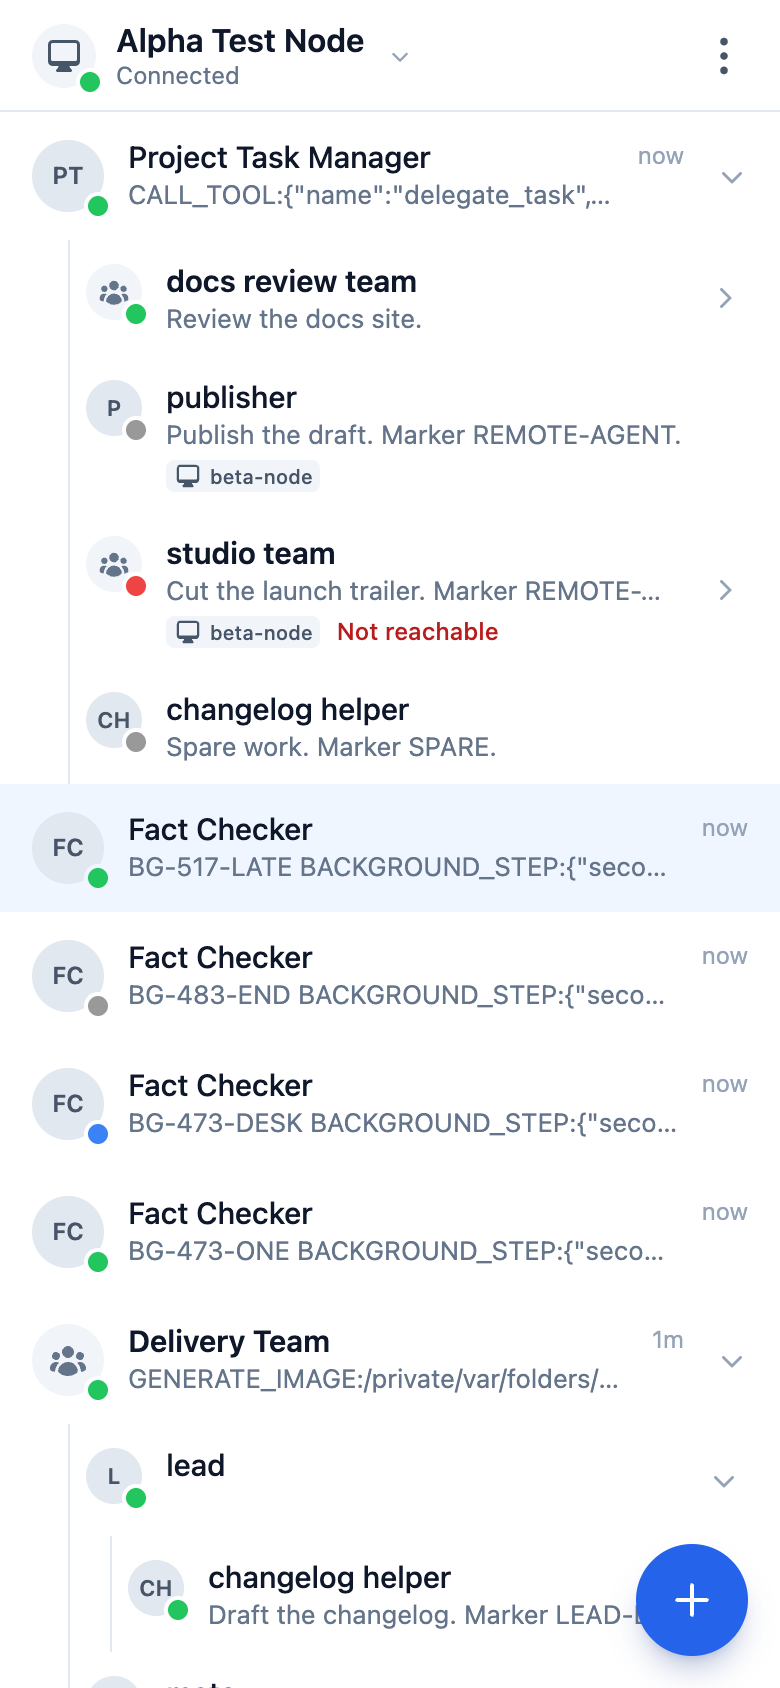 Alpha Test Node
Connected
PT
Project Task Manager
now
CALL_TOOL:{"name":"delegate_task",...
docs review team
Review the docs site.
P
publisher
Publish the draft. Marker REMOTE-AGENT.
beta-node
studio team
Cut the launch trailer. Marker REMOTE-...
beta-node
Not reachable
CH
changelog helper
Spare work. Marker SPARE.
FC
Fact Checker
now
BG-517-LATE BACKGROUND_STEP:{"seco...
FC
Fact Checker
now
BG-483-END BACKGROUND_STEP:{"seco...
FC
Fact Checker
now
BG-473-DESK BACKGROUND_STEP:{"seco...
FC
Fact Checker
now
BG-473-ONE BACKGROUND_STEP:{"seco...
Delivery Team
1m
GENERATE_IMAGE:/private/var/folders/...
L
lead
CH
changelog helper
Draft the changelog. Marker LEAD-